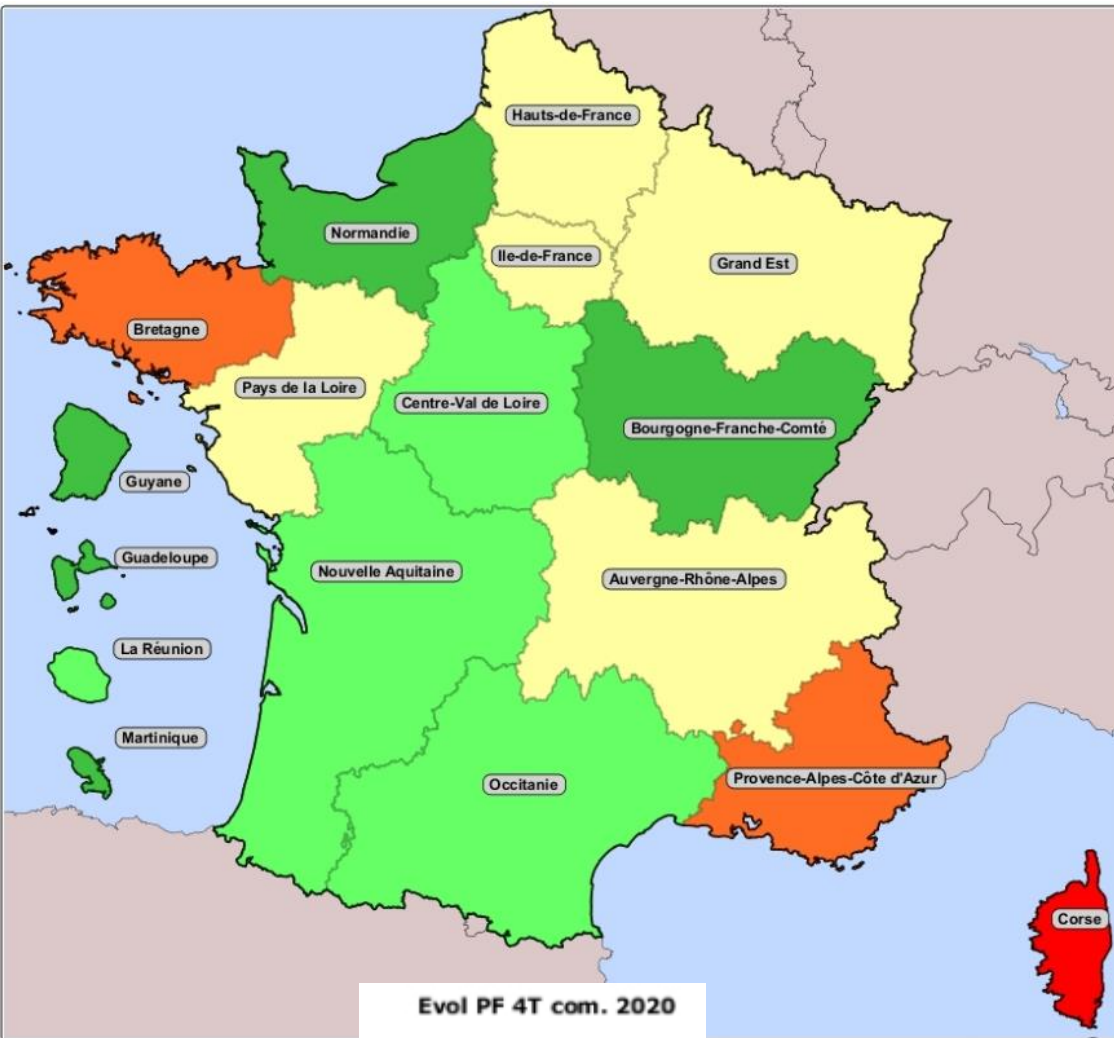 Hauts-de-France
Normandie
Ile-de-France
Grand Est
Bretagne
Pays de la Loire
Centre-Val de Loire
Bourgogne-Franche-Comté
Guyane
Guadeloupe
Nouvelle Aquitaine
Auvergne-Rhône-Alpes
La Réunion
Martinique
Occitanie
Provence-Alpes-Côte d'Azur
Corse
Evol PF 4T com. 2020